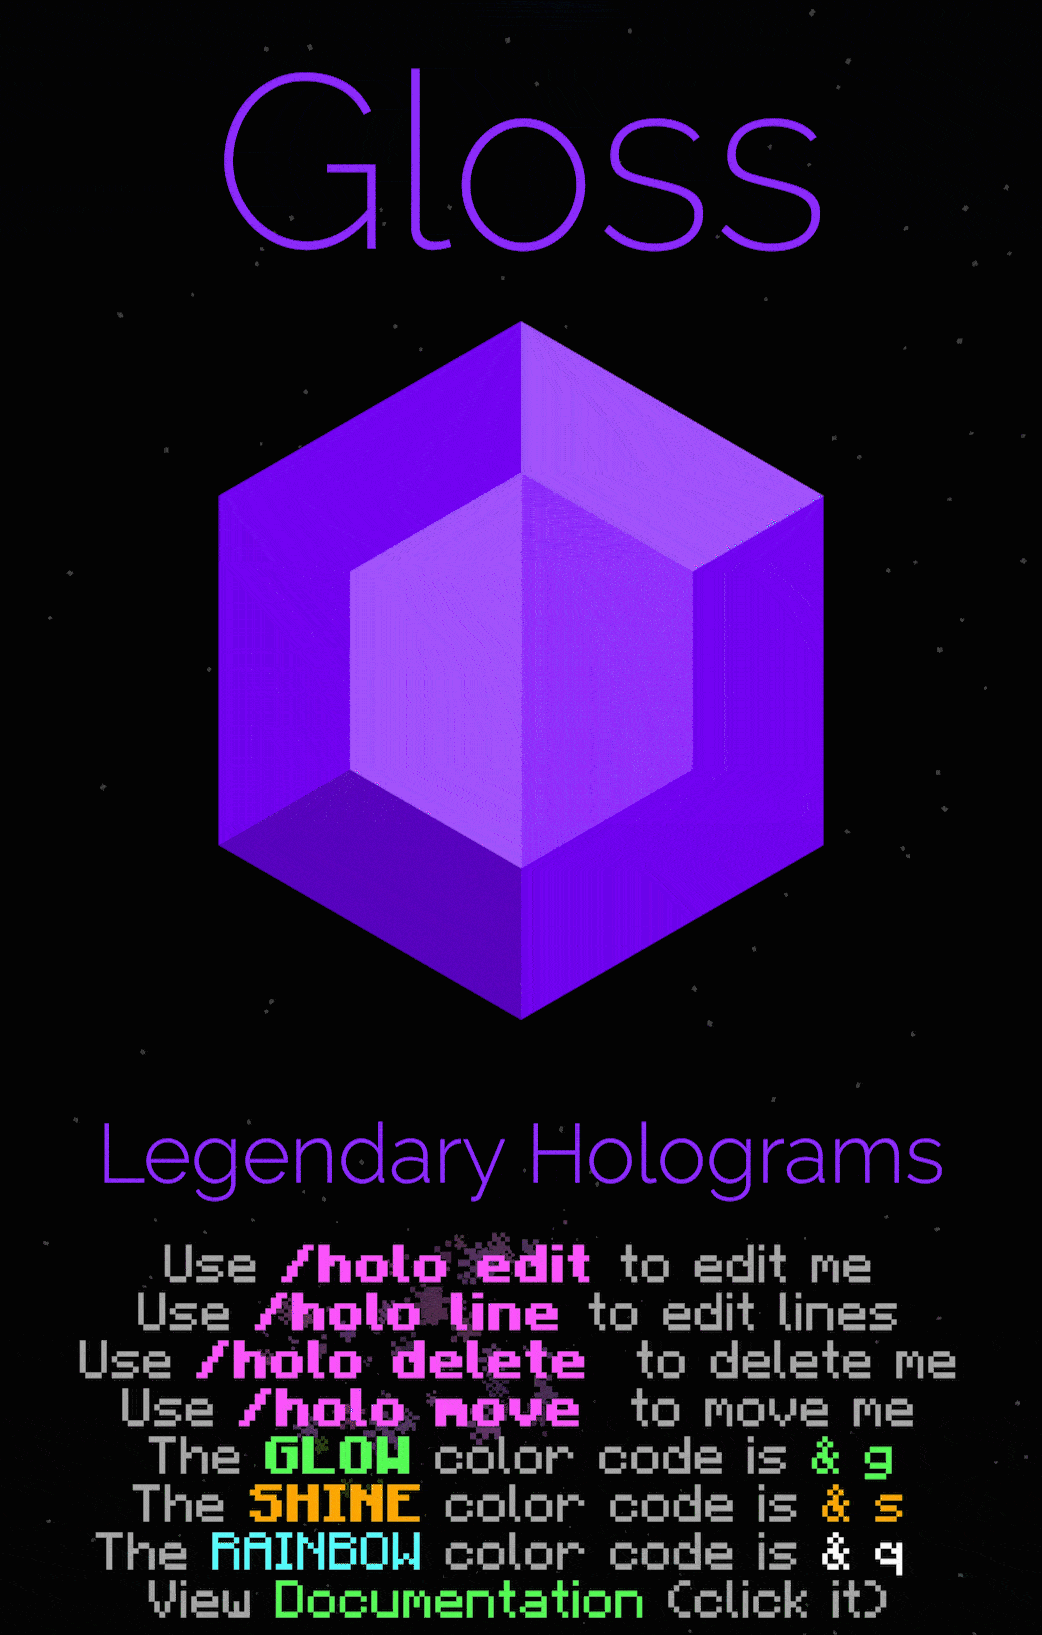 Gloss
Legendary Holograms
Use /holo edit to edit me
Use /holo line to edit lines
Use /holo delete to delete me
Use /holo move to move me
The GLOW color code is & g
The SHINE color code is & s
The RAINBOW color code is & q
View Documentation (click it)